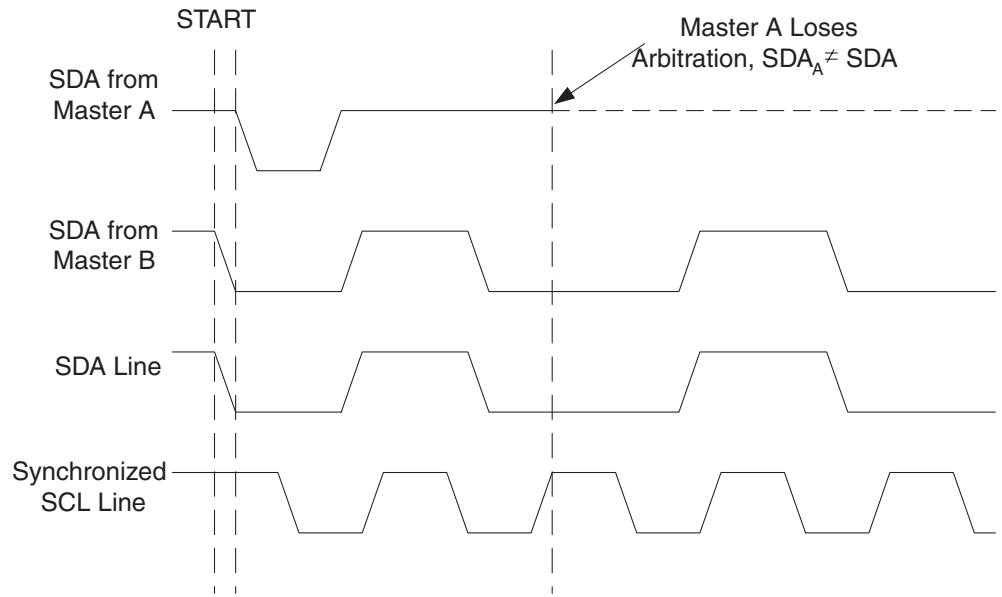 START
Master A Loses
Arbitration, SDA_A ≠ SDA
SDA from
Master A
SDA from
Master B
SDA Line
Synchronized
SCL Line